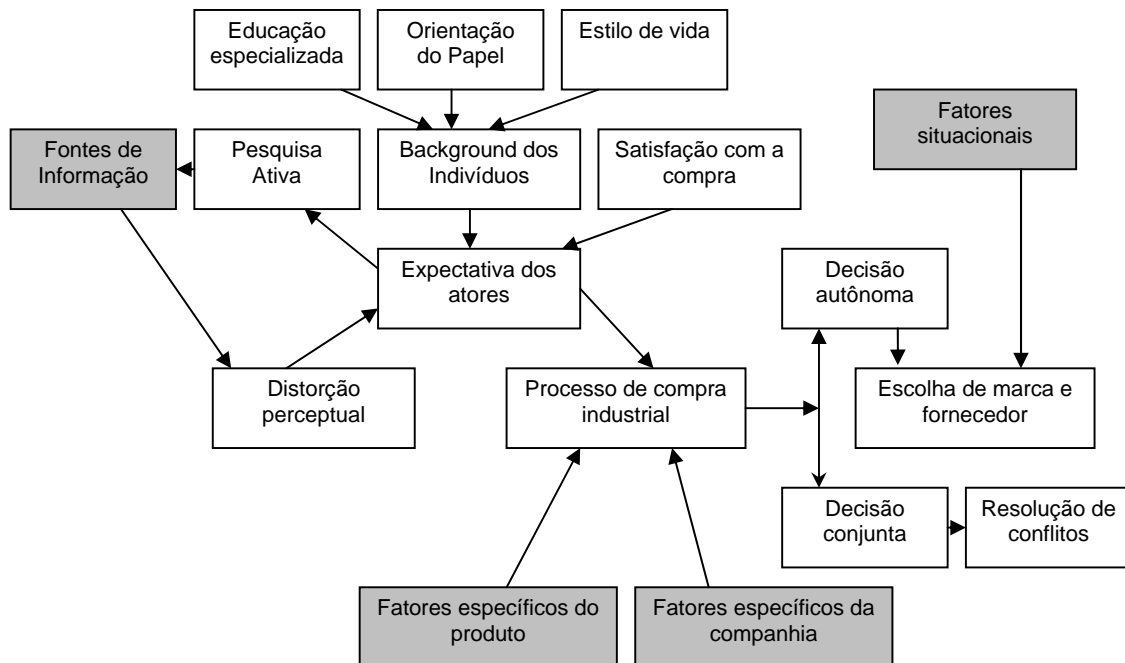 Educação
especializada
Orientação
do Papel
Estilo de vida
Fatores
situacionais
Fontes de
Informação
Pesquisa
Ativa
Background dos
Indivíduos
Satisfação com a
compra
Expectativa dos
atores
Decisão
autônoma
Distorção
perceptual
Processo de compra
industrial
Escolha de marca e
fornecedor
Decisão
conjunta
Resolução de
conflitos
Fatores específicos do
produto
Fatores específicos da
companhia